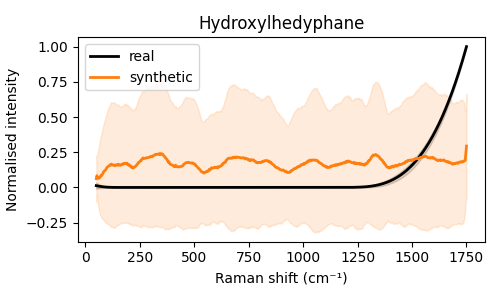 Hydroxylhedyphane
real
synthetic
Normalised intensity
1.00
0.75
0.50
0.25
0.00
−0.25
0 250 500 750 1000 1250 1500 1750
Raman shift (cm⁻¹)